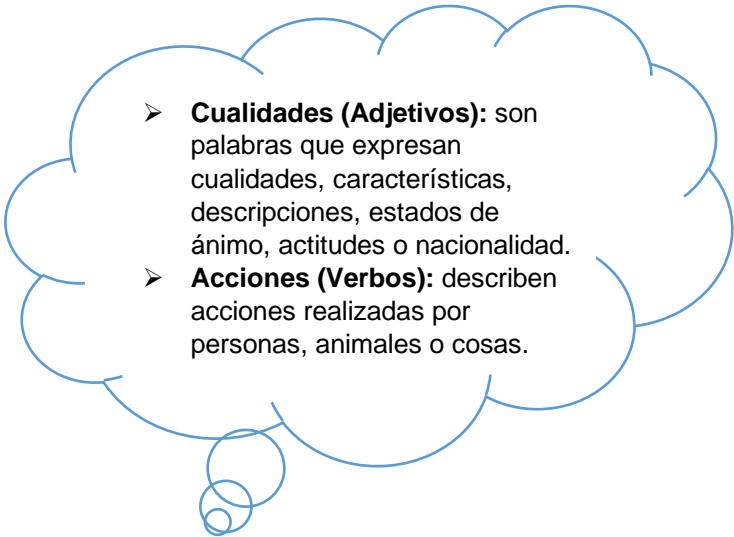 ➢ Cualidades (Adjetivos): son
palabras que expresan
cualidades, características,
descripciones, estados de
ánimo, actitudes o nacionalidad.
➢ Acciones (Verbos): describen
acciones realizadas por
personas, animales o cosas.